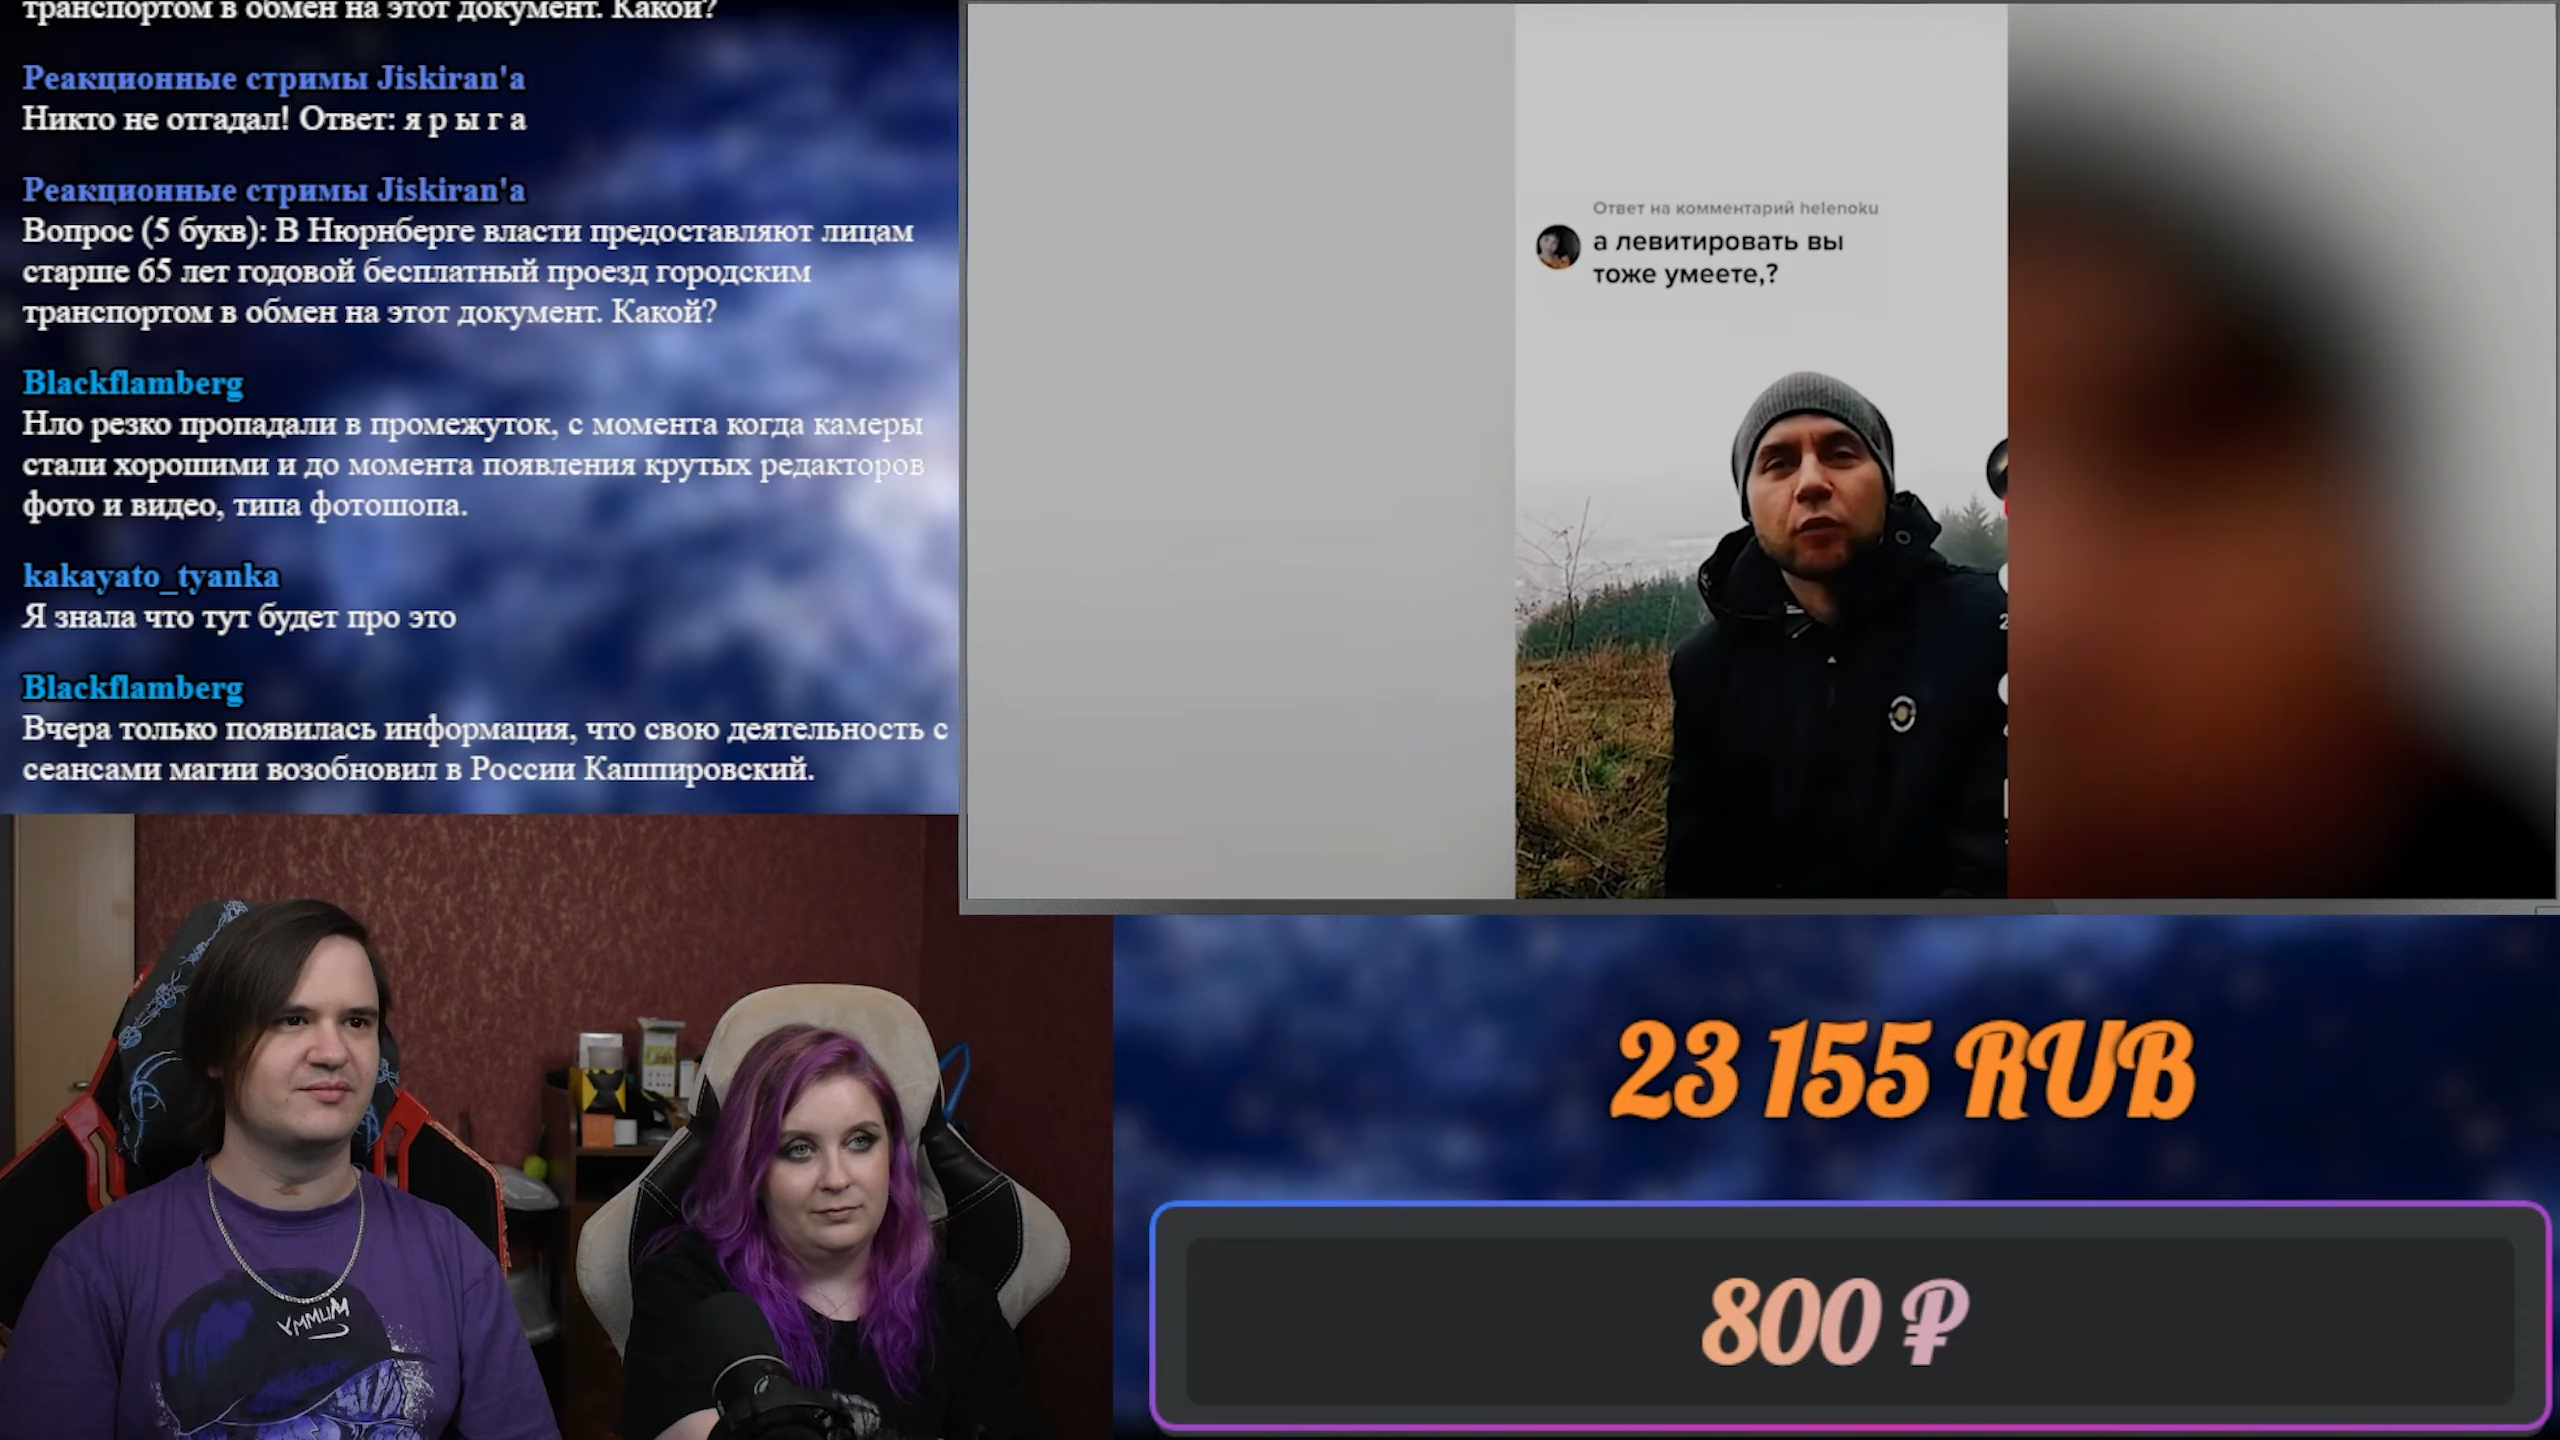 транспортом в обмен на этот документ. Какой?
Реакционные стримы Jiskiran'a
Никто не отгадал! Ответ: я р ы г а
Реакционные стримы Jiskiran'a
Вопрос (5 букв): В Нюрнберге власти предоставляют лицам
старше 65 лет годовой бесплатный проезд городским
транспортом в обмен на этот документ. Какой?
Blackflamberg
Нло резко пропадали в промежуток, с момента когда камеры
стали хорошими и до момента появления крутых редакторов
фото и видео, типа фотошопа.
kakayato_tyanka
Я знала что тут будет про это
Blackflamberg
Вчера только появилась информация, что свою деятельность с
сеансами магии возобновил в России Кашпировский.
Ответ на комментарий helenoku
а левитировать вы
тоже умеете,?
23 155 RUB
800 ₽